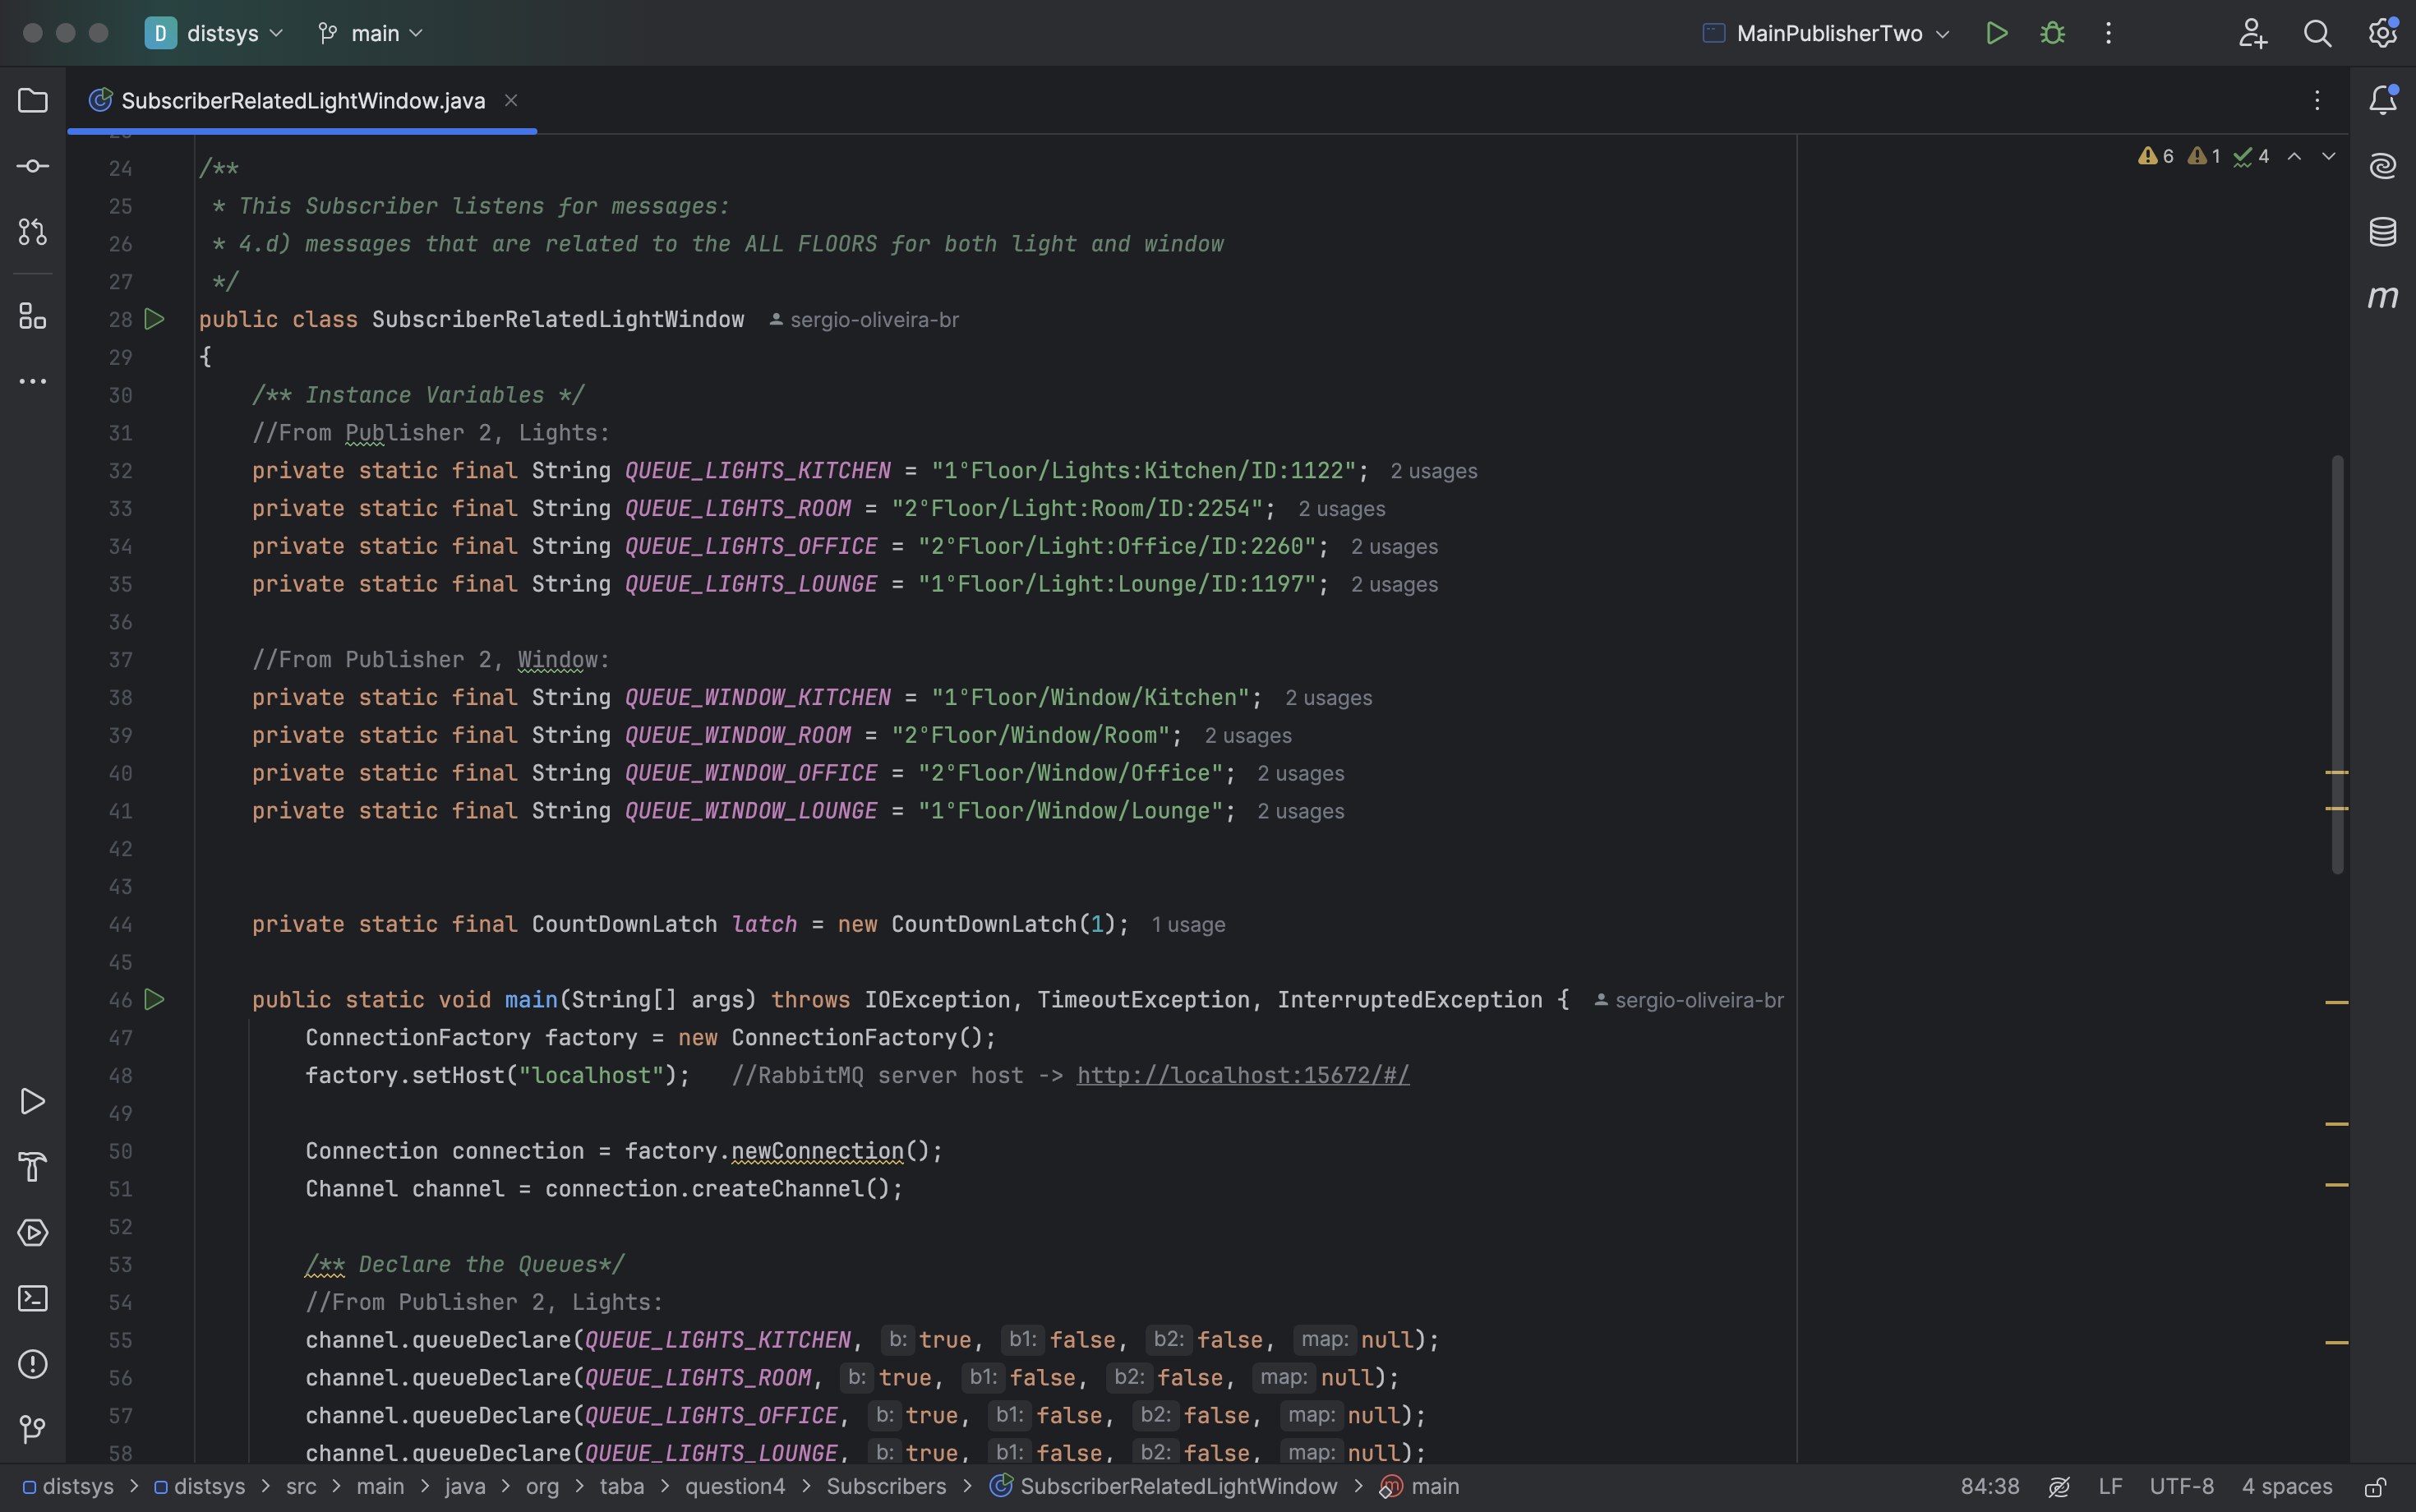 D distsys main MainPublisherTwo
SubscriberRelatedLightWindow.java
6 1 4
24 /**
25 * This Subscriber listens for messages:
26 * 4.d) messages that are related to the ALL FLOORS for both light and window
27 */
28 public class SubscriberRelatedLightWindow sergio-oliveira-br
29 {
30 /** Instance Variables */
31 //From Publisher 2, Lights:
32 private static final String QUEUE_LIGHTS_KITCHEN = "1°Floor/Lights:Kitchen/ID:1122"; 2 usages
33 private static final String QUEUE_LIGHTS_ROOM = "2°Floor/Light:Room/ID:2254"; 2 usages
34 private static final String QUEUE_LIGHTS_OFFICE = "2°Floor/Light:Office/ID:2260"; 2 usages
35 private static final String QUEUE_LIGHTS_LOUNGE = "1°Floor/Light:Lounge/ID:1197"; 2 usages
36
37 //From Publisher 2, Window:
38 private static final String QUEUE_WINDOW_KITCHEN = "1°Floor/Window/Kitchen"; 2 usages
39 private static final String QUEUE_WINDOW_ROOM = "2°Floor/Window/Room"; 2 usages
40 private static final String QUEUE_WINDOW_OFFICE = "2°Floor/Window/Office"; 2 usages
41 private static final String QUEUE_WINDOW_LOUNGE = "1°Floor/Window/Lounge"; 2 usages
42
43
44 private static final CountDownLatch latch = new CountDownLatch(1); 1 usage
45
46 public static void main(String[] args) throws IOException, TimeoutException, InterruptedException { sergio-oliveira-br
47 ConnectionFactory factory = new ConnectionFactory();
48 factory.setHost("localhost"); //RabbitMQ server host -> http://localhost:15672/#/
49
50 Connection connection = factory.newConnection();
51 Channel channel = connection.createChannel();
52
53 /** Declare the Queues*/
54 //From Publisher 2, Lights:
55 channel.queueDeclare(QUEUE_LIGHTS_KITCHEN, b: true, b1: false, b2: false, map: null);
56 channel.queueDeclare(QUEUE_LIGHTS_ROOM, b: true, b1: false, b2: false, map: null);
57 channel.queueDeclare(QUEUE_LIGHTS_OFFICE, b: true, b1: false, b2: false, map: null);
58 channel.queueDeclare(QUEUE_LIGHTS_LOUNGE, b: true, b1: false, b2: false, map: null);
distsys > distsys > src > main > java > org > taba > question4 > Subscribers > SubscriberRelatedLightWindow > main 84:38 LF UTF-8 4 spaces